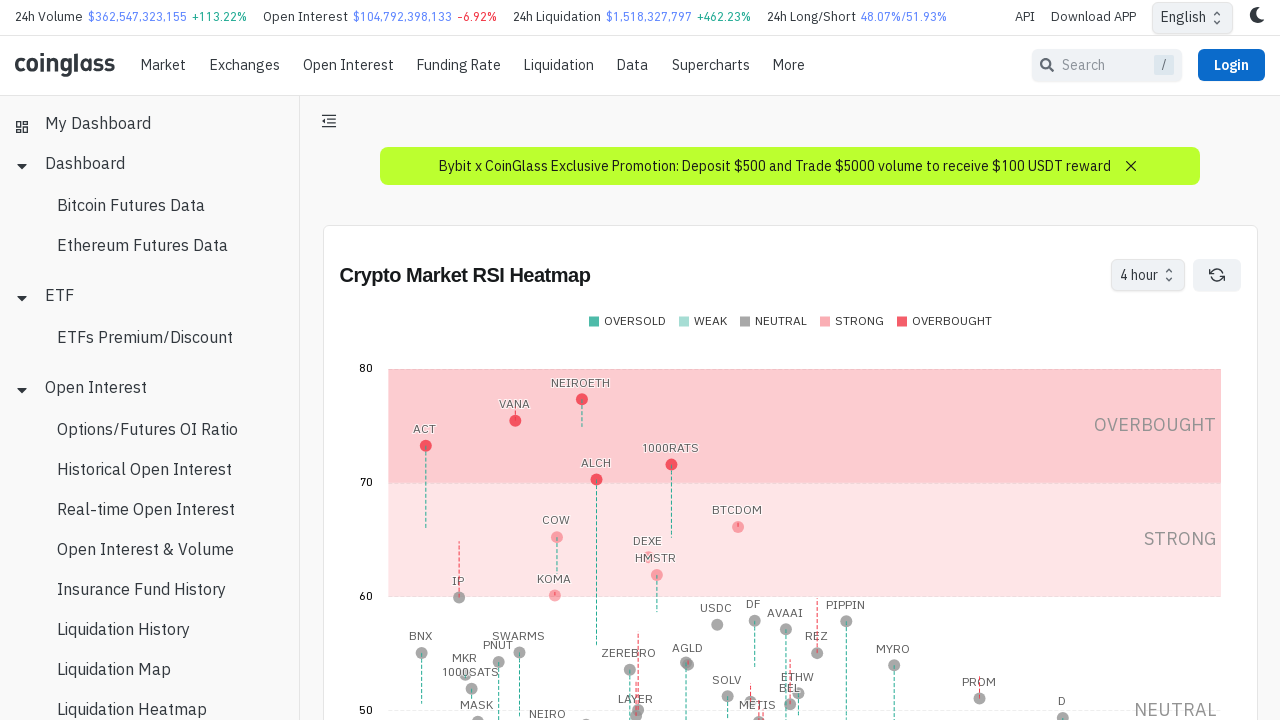 24h Volume $362,547,323,155 +113.22% Open Interest $104,792,398,133 -6.92% 24h Liquidation $1,518,327,797 +462.23% 24h Long/Short 48.07%/51.93% API Download APP English
coinglass Market Exchanges Open Interest Funding Rate Liquidation Data Supercharts More Search / Login
My Dashboard
Dashboard
Bitcoin Futures Data
Ethereum Futures Data
ETF
ETFs Premium/Discount
Open Interest
Options/Futures OI Ratio
Historical Open Interest
Real-time Open Interest
Open Interest & Volume
Insurance Fund History
Liquidation History
Liquidation Map
Liquidation Heatmap
Bybit x CoinGlass Exclusive Promotion: Deposit $500 and Trade $5000 volume to receive $100 USDT reward
Crypto Market RSI Heatmap 4 hour
OVERSOLD WEAK NEUTRAL STRONG OVERBOUGHT
80
NEIROETH
VANA
ACT OVERBOUGHT
1000RATS
ALCH
70
BTCDOM
COW
DEXE STRONG
HMSTR
KOMA
IP
60
USDC DF PIPPIN
AVAAI
BNX SWARMS REZ
PNUT
ZEREBRO AGLD MYRO
MKR
1000SATS
SOLV ETHW PROM
BEL
LAYER D
MASK METIS
50 NEIRO NEUTRAL